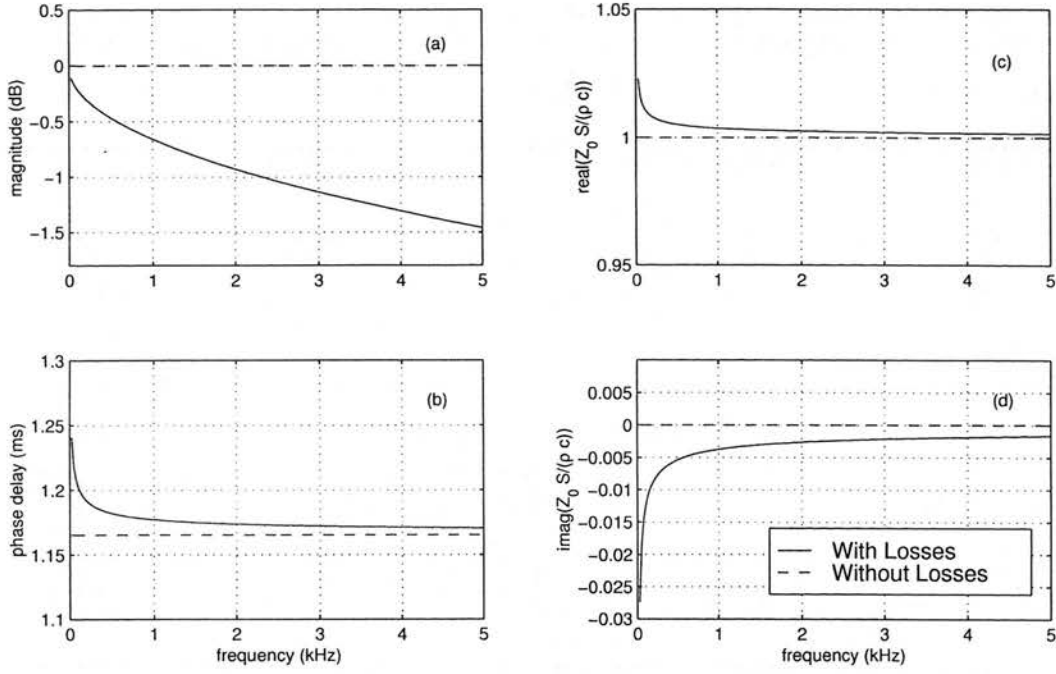 0.5
0
−0.5
−1
−1.5
magnitude (dB)
(a)
0 1 2 3 4 5
1.05
1
0.95
real(Z0 S/(ρ c))
(c)
0 1 2 3 4 5
1.3
1.25
1.2
1.15
1.1
phase delay (ms)
(b)
0 1 2 3 4 5
frequency (kHz)
0.005
0
−0.005
−0.01
−0.015
−0.02
−0.025
−0.03
imag(Z0 S/(ρ c))
(d)
With Losses
Without Losses
0 1 2 3 4 5
frequency (kHz)